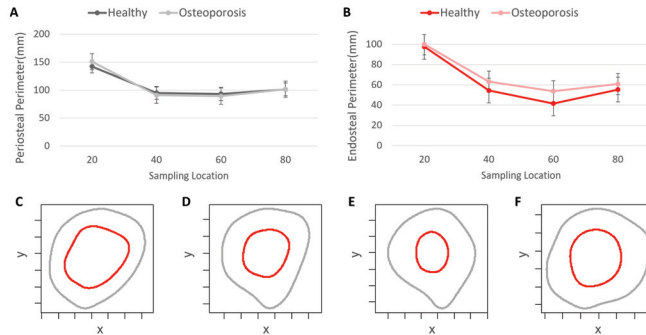 A
Healthy Osteoporosis
Periosteal Perimeter(mm)
200
150
100
50
0
20 40 60 80
Sampling Location
B
Healthy Osteoporosis
Endosteal Perimeter(mm)
100
80
60
40
20
0
20 40 60 80
Sampling Location
C
y
x
D
y
x
E
y
x
F
y
x